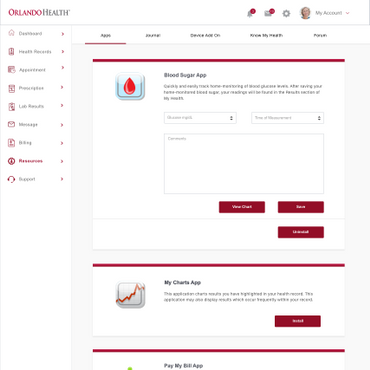 ORLANDO HEALTH
My Account
Dashboard
Health Records
Appointment
Prescription
Lab Results
Message
Billing
Resources
Support
Apps
Journal
Device Add On
Know My Health
Forum
Blood Sugar App
Quickly and easily track home-monitoring of blood glucose levels. After saving your
home-monitored blood sugar, your readings will be found in the Results section of
My Health.
Glucose mg/dl
Time of Measurement
Comments
View Chart
Save
Uninstall
My Charts App
This application charts results you have highlighted in your health record. This
application may also display results which occur frequently within your record.
Install
Pay My Bill App